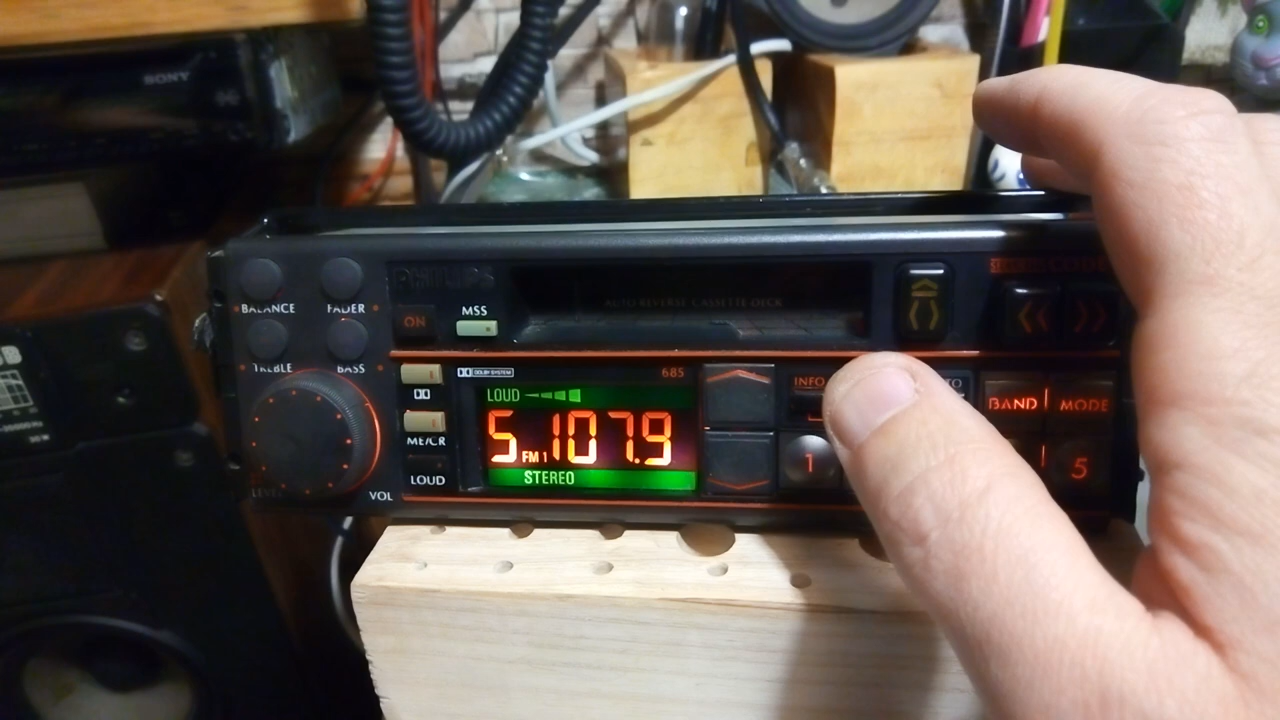 SONY
BALANCE
FADER
PHILIPS
ON
MSS
AUTO REVERSE CASSETTE DECK
TREBLE
BASS
DOLBY SYSTEM
685
INFO
BAND
MODE
LOUD
5 FM 1 107.9
ME/CR
1
5
STEREO
LOUD
VOL